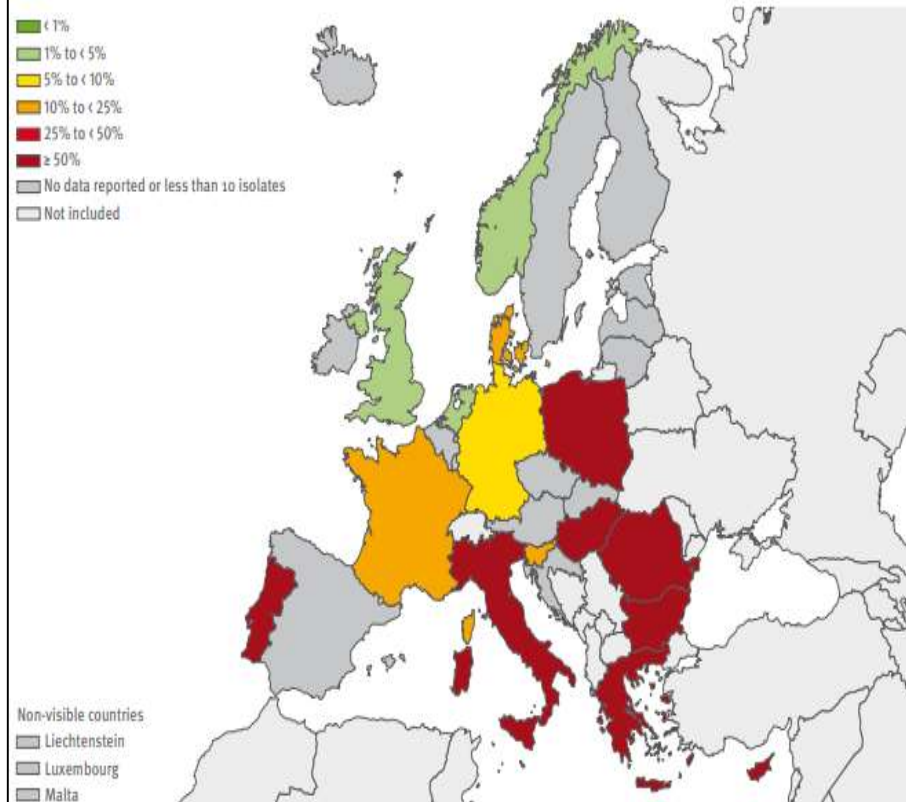 < 1%
1% to < 5%
5% to < 10%
10% to < 25%
25% to < 50%
≥ 50%
No data reported or less than 10 isolates
Not included
Non-visible countries
Liechtenstein
Luxembourg
Malta